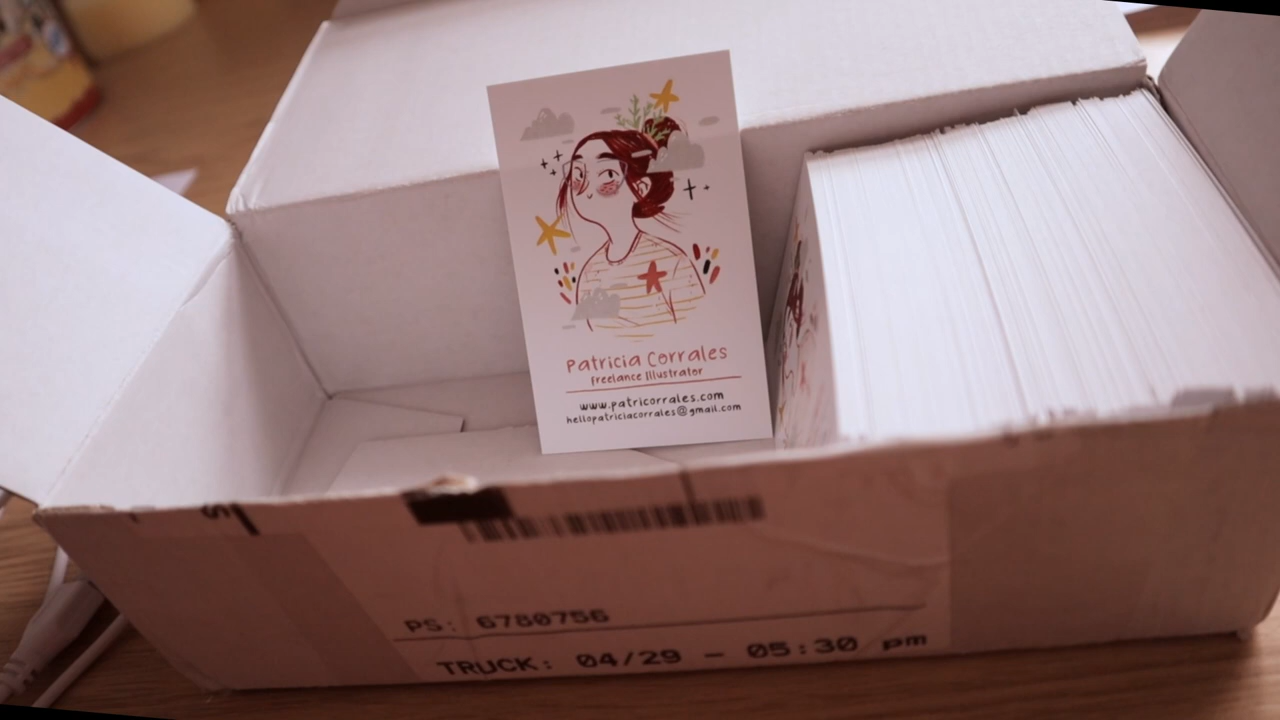 Patricia Corrales
Freelance Illustrator
www.patricorrales.com
hellopatriciacorrales@gmail.com
PS: 6780756
TRUCK: 04/29 - 05:30 pm